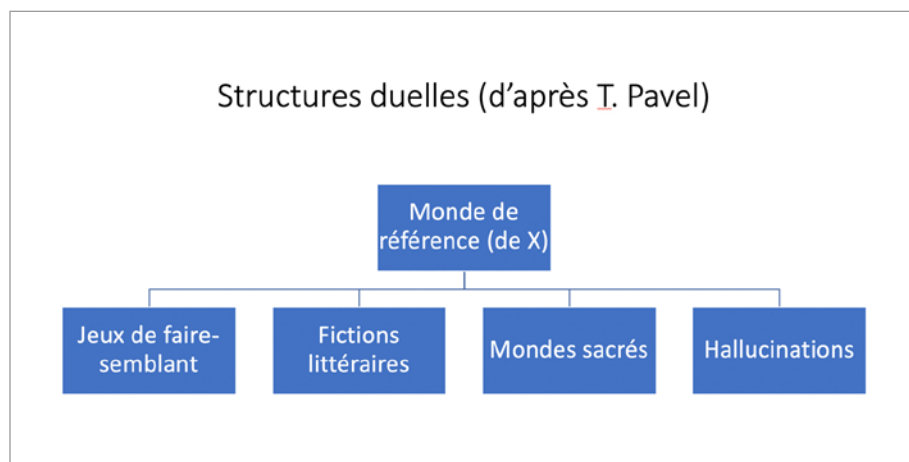 Structures duelles (d'après T. Pavel)
Monde de
référence (de X)
Jeux de faire-
semblant
Fictions
littéraires
Mondes sacrés
Hallucinations